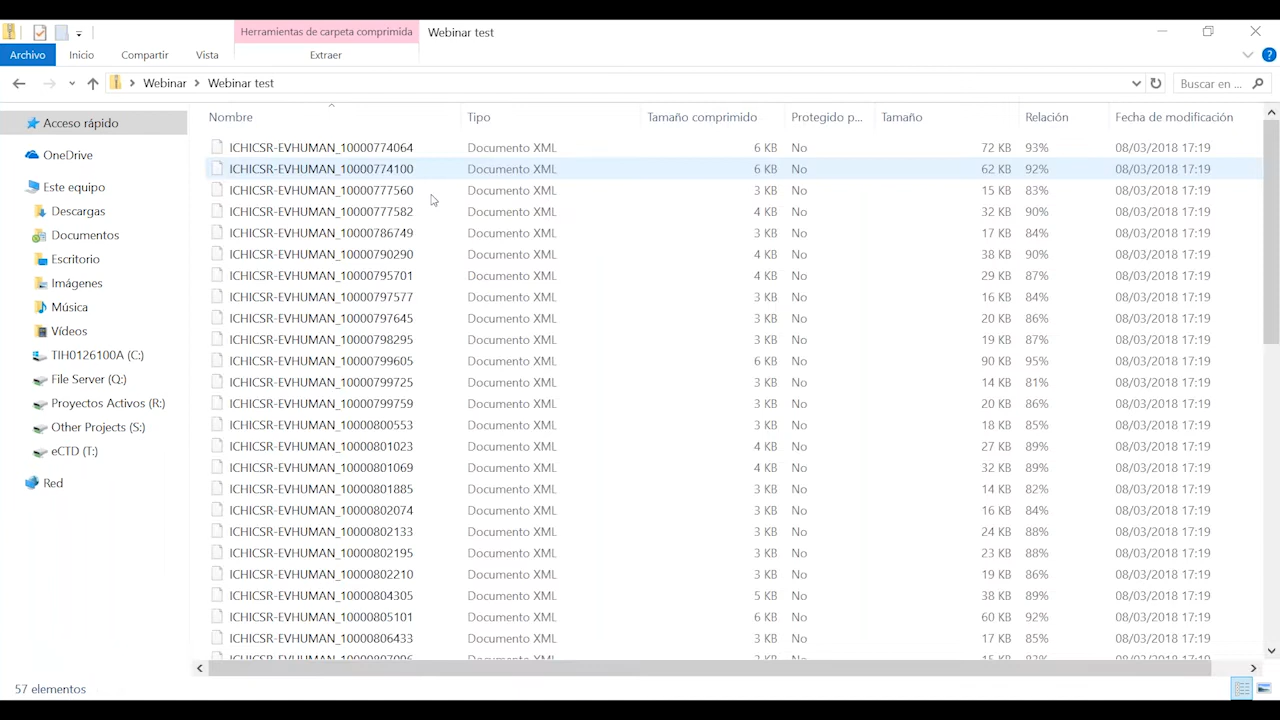 Herramientas de carpeta comprimida Webinar test
Archivo Inicio Compartir Vista Extraer
Webinar Webinar test Buscar en ...
Nombre Tipo Tamaño comprimido Protegido p... Tamaño Relación Fecha de modificación
Acceso rápido
OneDrive
Este equipo
Descargas
Documentos
Escritorio
Imágenes
Música
Vídeos
TIH0126100A (C:)
File Server (Q:)
Proyectos Activos (R:)
Other Projects (S:)
eCTD (T:)
Red
ICHICSR-EVHUMAN_10000774064 Documento XML 6 KB No 72 KB 93% 08/03/2018 17:19
ICHICSR-EVHUMAN_10000774100 Documento XML 6 KB No 62 KB 92% 08/03/2018 17:19
ICHICSR-EVHUMAN_10000777560 Documento XML 3 KB No 15 KB 83% 08/03/2018 17:19
ICHICSR-EVHUMAN_10000777582 Documento XML 4 KB No 32 KB 90% 08/03/2018 17:19
ICHICSR-EVHUMAN_10000786749 Documento XML 3 KB No 17 KB 84% 08/03/2018 17:19
ICHICSR-EVHUMAN_10000790290 Documento XML 4 KB No 38 KB 90% 08/03/2018 17:19
ICHICSR-EVHUMAN_10000795701 Documento XML 4 KB No 29 KB 87% 08/03/2018 17:19
ICHICSR-EVHUMAN_10000797577 Documento XML 3 KB No 16 KB 84% 08/03/2018 17:19
ICHICSR-EVHUMAN_10000797645 Documento XML 3 KB No 20 KB 86% 08/03/2018 17:19
ICHICSR-EVHUMAN_10000798295 Documento XML 3 KB No 19 KB 87% 08/03/2018 17:19
ICHICSR-EVHUMAN_10000799605 Documento XML 6 KB No 90 KB 95% 08/03/2018 17:19
ICHICSR-EVHUMAN_10000799725 Documento XML 3 KB No 14 KB 81% 08/03/2018 17:19
ICHICSR-EVHUMAN_10000799759 Documento XML 3 KB No 20 KB 86% 08/03/2018 17:19
ICHICSR-EVHUMAN_10000800553 Documento XML 3 KB No 18 KB 85% 08/03/2018 17:19
ICHICSR-EVHUMAN_10000801023 Documento XML 4 KB No 27 KB 89% 08/03/2018 17:19
ICHICSR-EVHUMAN_10000801069 Documento XML 4 KB No 32 KB 89% 08/03/2018 17:19
ICHICSR-EVHUMAN_10000801885 Documento XML 3 KB No 14 KB 82% 08/03/2018 17:19
ICHICSR-EVHUMAN_10000802074 Documento XML 3 KB No 16 KB 84% 08/03/2018 17:19
ICHICSR-EVHUMAN_10000802133 Documento XML 3 KB No 24 KB 88% 08/03/2018 17:19
ICHICSR-EVHUMAN_10000802195 Documento XML 3 KB No 23 KB 88% 08/03/2018 17:19
ICHICSR-EVHUMAN_10000802210 Documento XML 3 KB No 19 KB 86% 08/03/2018 17:19
ICHICSR-EVHUMAN_10000804305 Documento XML 5 KB No 38 KB 89% 08/03/2018 17:19
ICHICSR-EVHUMAN_10000805101 Documento XML 6 KB No 60 KB 92% 08/03/2018 17:19
ICHICSR-EVHUMAN_10000806433 Documento XML 3 KB No 17 KB 85% 08/03/2018 17:19
57 elementos